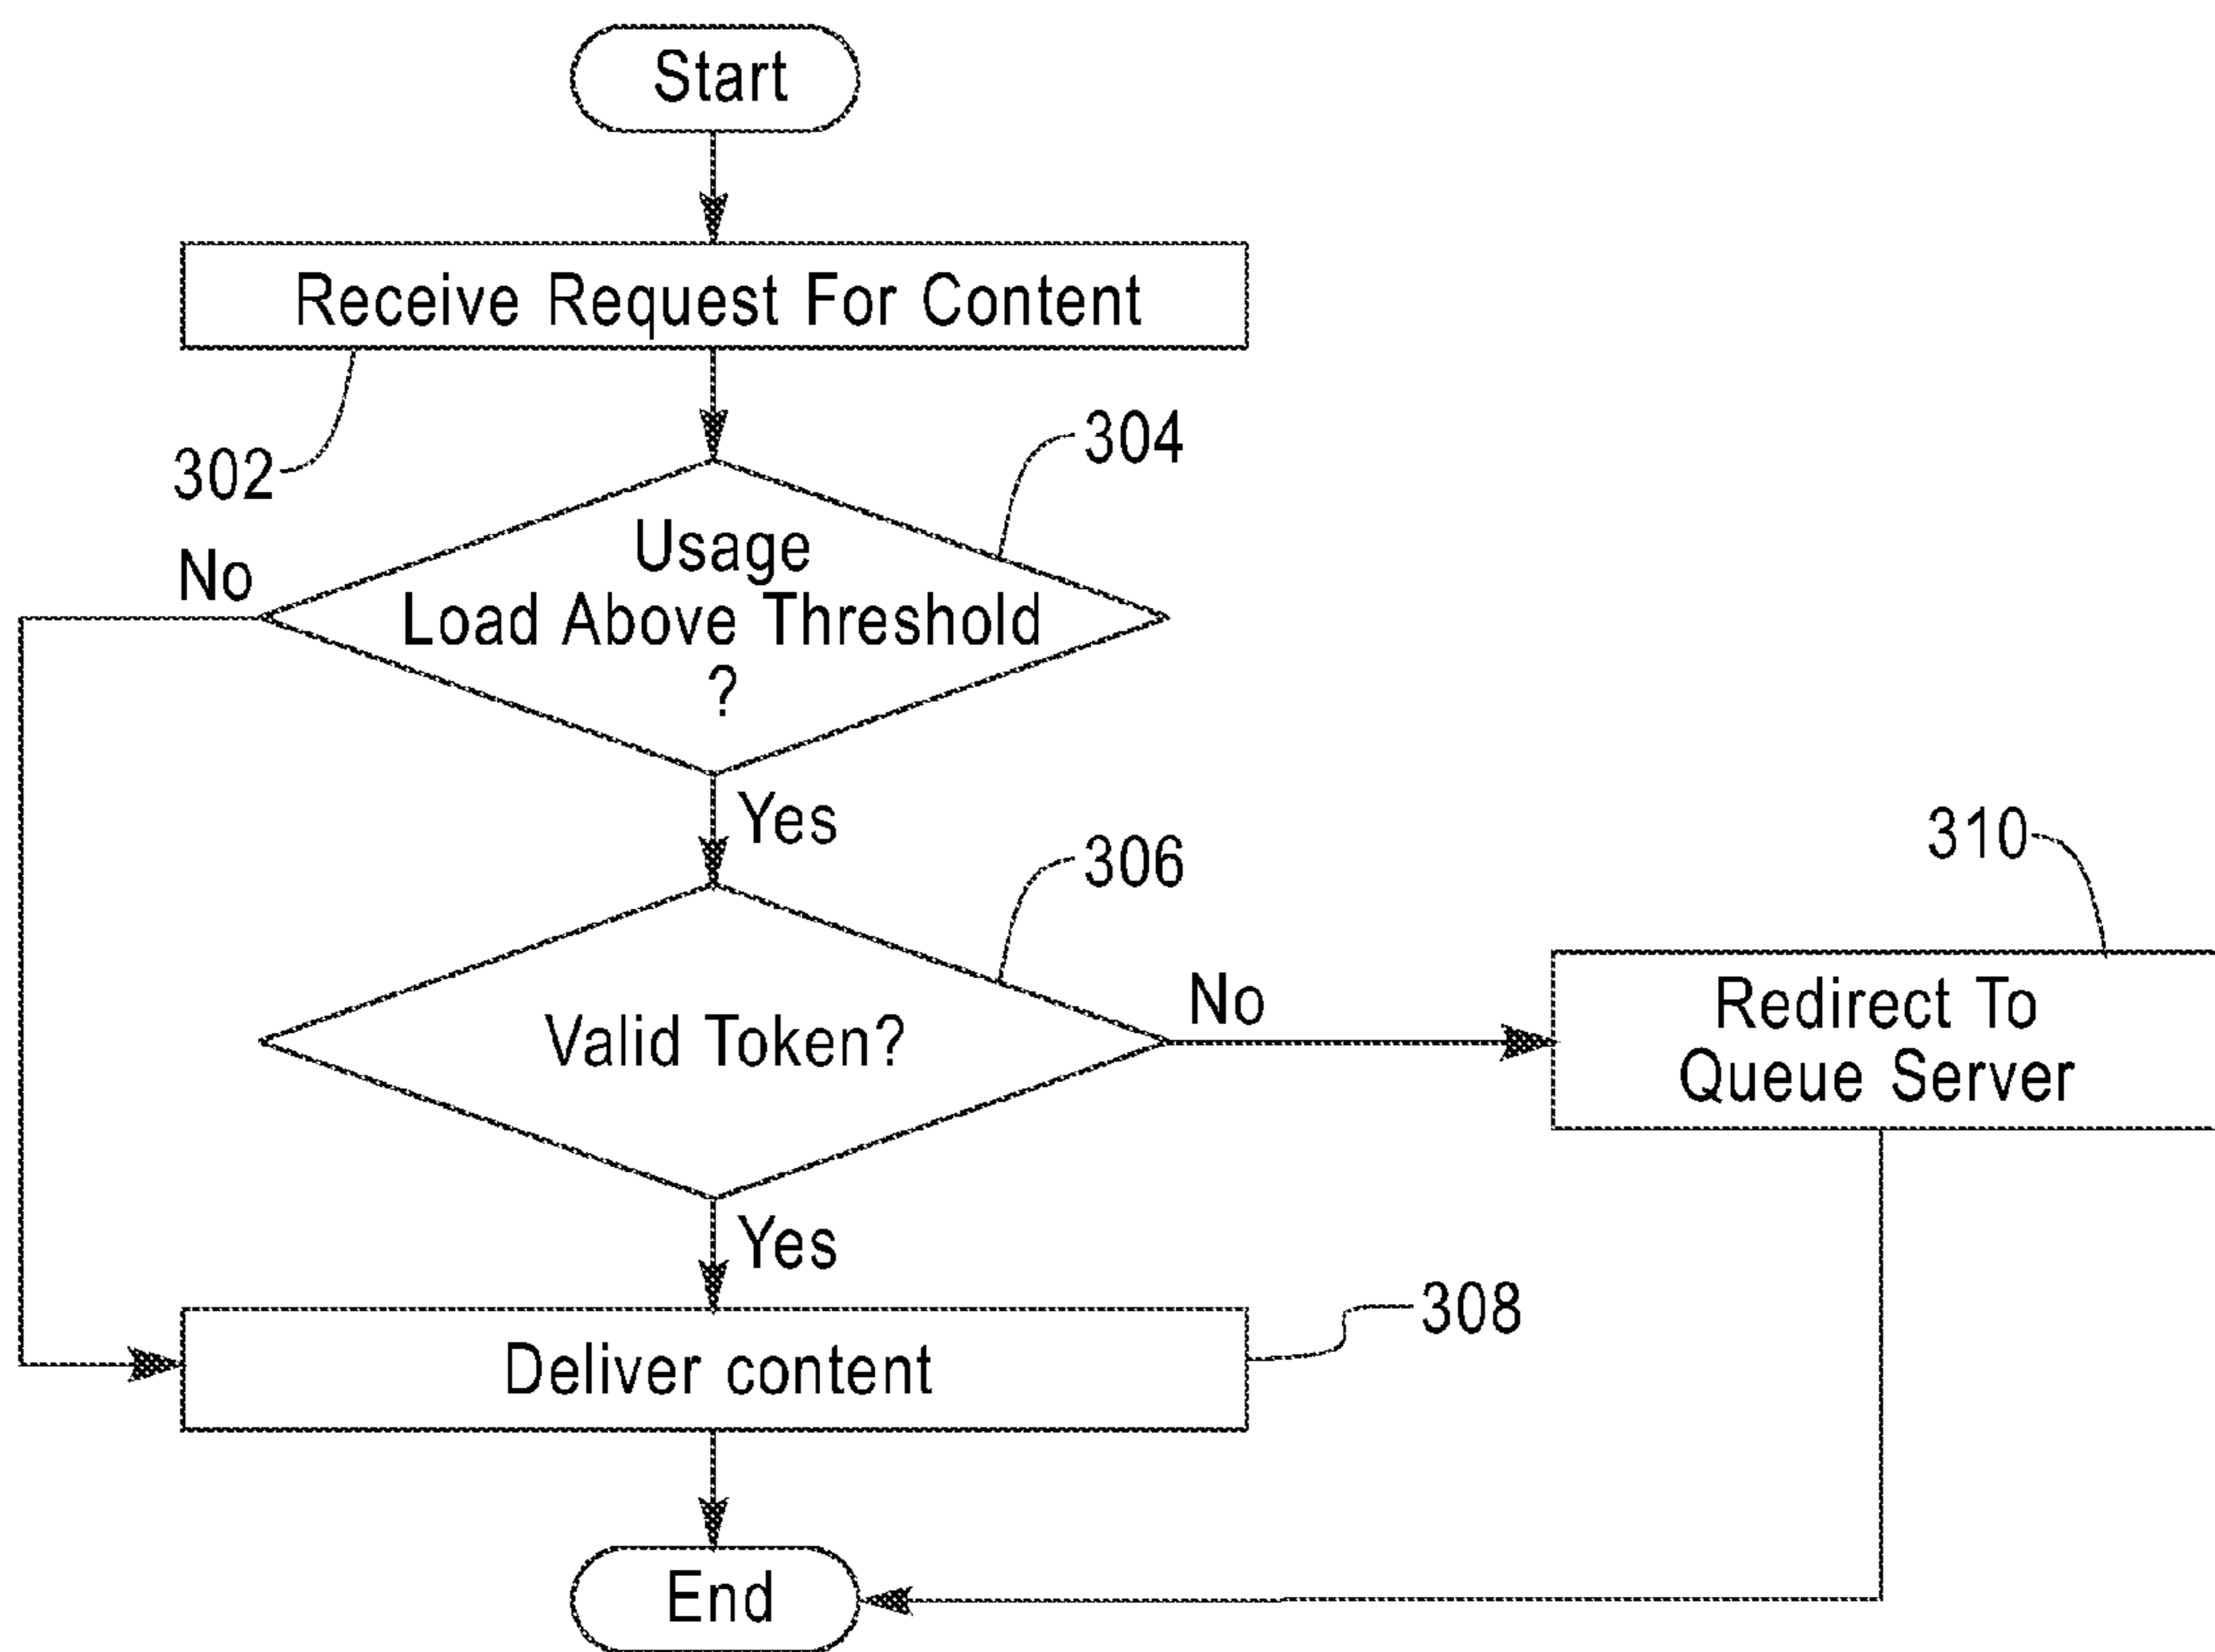 Start
Receive Request For Content
302
304
Usage
Load Above Threshold
?
No
Yes
306
310
Valid Token?
No
Redirect To
Queue Server
Yes
308
Deliver content
End